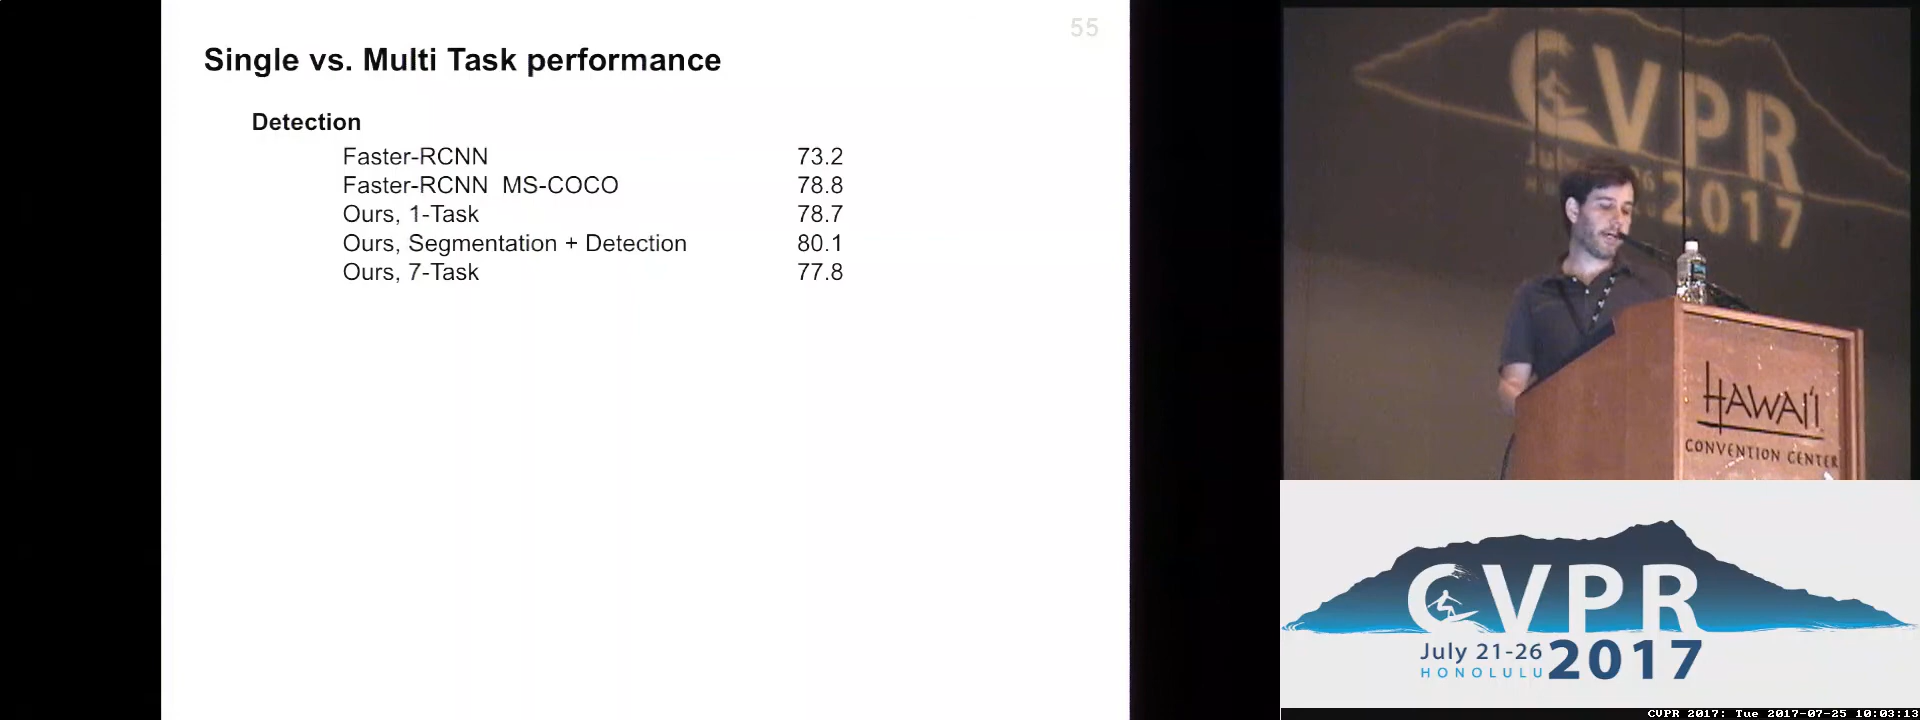 55
Single vs. Multi Task performance
Detection
Faster-RCNN 73.2
Faster-RCNN MS-COCO 78.8
Ours, 1-Task 78.7
Ours, Segmentation + Detection 80.1
Ours, 7-Task 77.8
CVPR
2017
HAWAI'I
CONVENTION CENTER
CVPR
July 21-26
HONOLULU
2017
CVPR 2017: Tue 2017-07-25 10:03:13